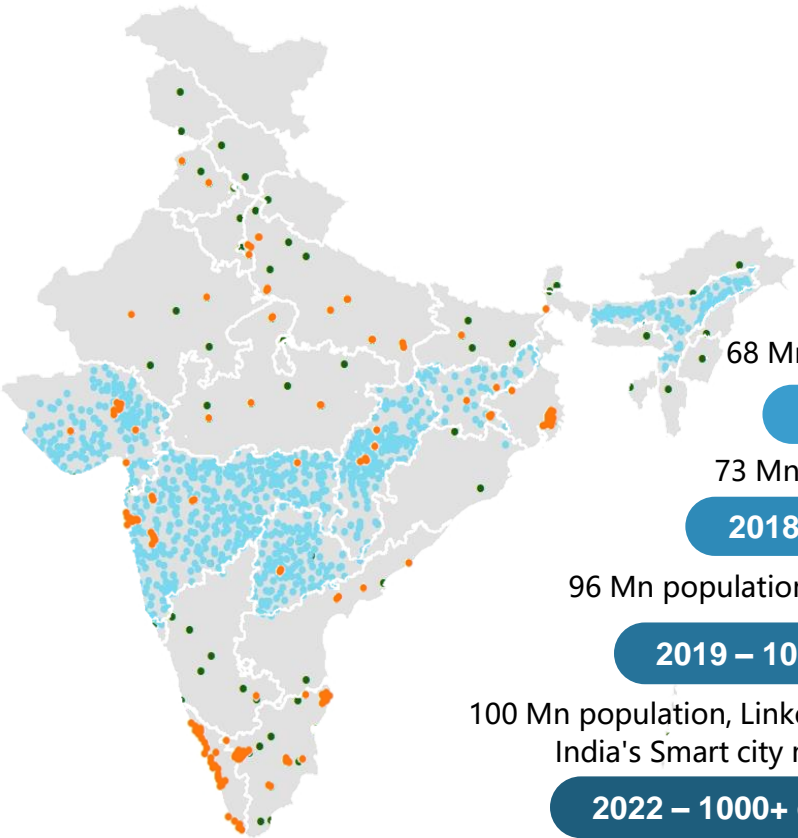 68 Mn
73 Mn
2018
96 Mn population
2019 – 10
100 Mn population, Link
India's Smart city
2022 – 1000+